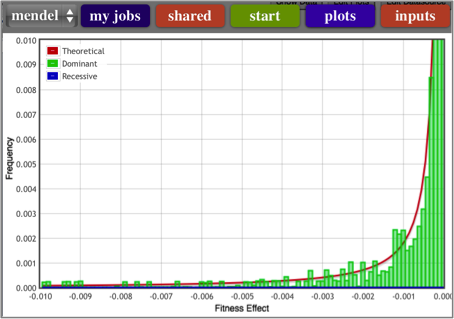 mendel my jobs shared start plots inputs
Theoretical
Dominant
Recessive
0.010
0.009
0.008
0.007
0.006
0.005
0.004
0.003
0.002
0.001
0.000
Frequency
-0.010 -0.009 -0.008 -0.007 -0.006 -0.005 -0.004 -0.003 -0.002 -0.001 0.000
Fitness Effect